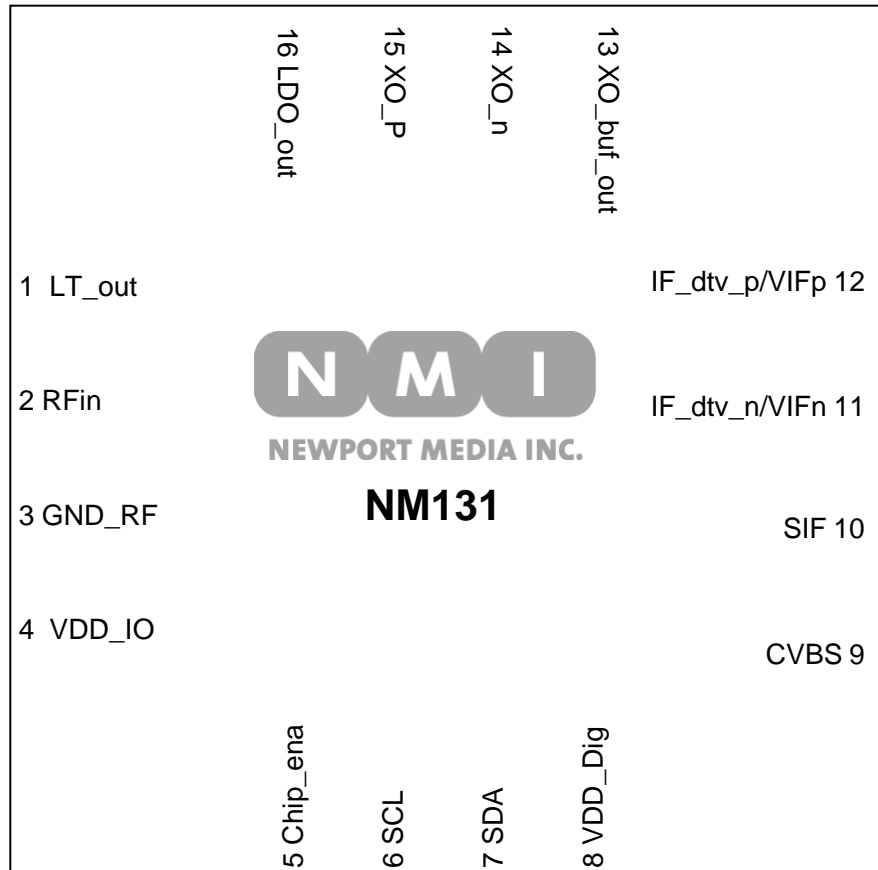 16 LDO_out
15 XO_P
14 XO_n
13 XO_buf_out
1 LT_out
IF_dtv_p/VIFp 12
2 RFin
NMI
IF_dtv_n/VIFn 11
NEWPORT MEDIA INC.
3 GND_RF
NM131
SIF 10
4 VDD_IO
CVBS 9
5 Chip_ena
6 SCL
7 SDA
8 VDD_Dig